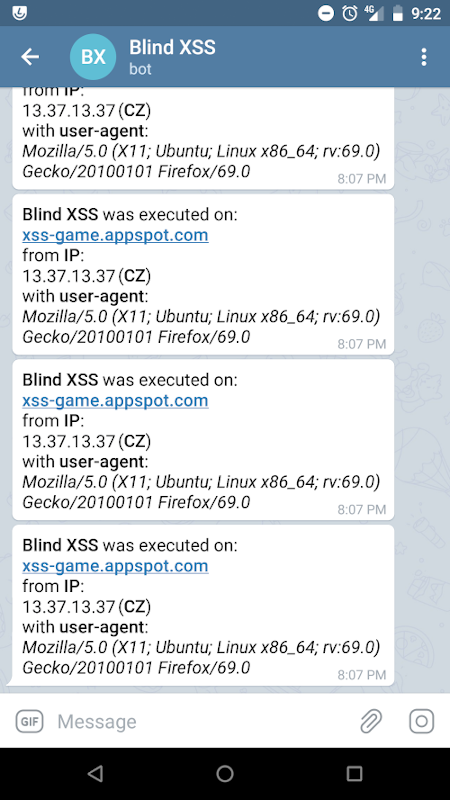 4G
9:22
BX
Blind XSS
bot
from IP:
13.37.13.37 (CZ)
with user-agent:
Mozilla/5.0 (X11; Ubuntu; Linux x86_64; rv:69.0)
Gecko/20100101 Firefox/69.0
8:07 PM
Blind XSS was executed on:
xss-game.appspot.com
from IP:
13.37.13.37 (CZ)
with user-agent:
Mozilla/5.0 (X11; Ubuntu; Linux x86_64; rv:69.0)
Gecko/20100101 Firefox/69.0
8:07 PM
Blind XSS was executed on:
xss-game.appspot.com
from IP:
13.37.13.37 (CZ)
with user-agent:
Mozilla/5.0 (X11; Ubuntu; Linux x86_64; rv:69.0)
Gecko/20100101 Firefox/69.0
8:07 PM
Blind XSS was executed on:
xss-game.appspot.com
from IP:
13.37.13.37 (CZ)
with user-agent:
Mozilla/5.0 (X11; Ubuntu; Linux x86_64; rv:69.0)
Gecko/20100101 Firefox/69.0
8:07 PM
GIF
Message